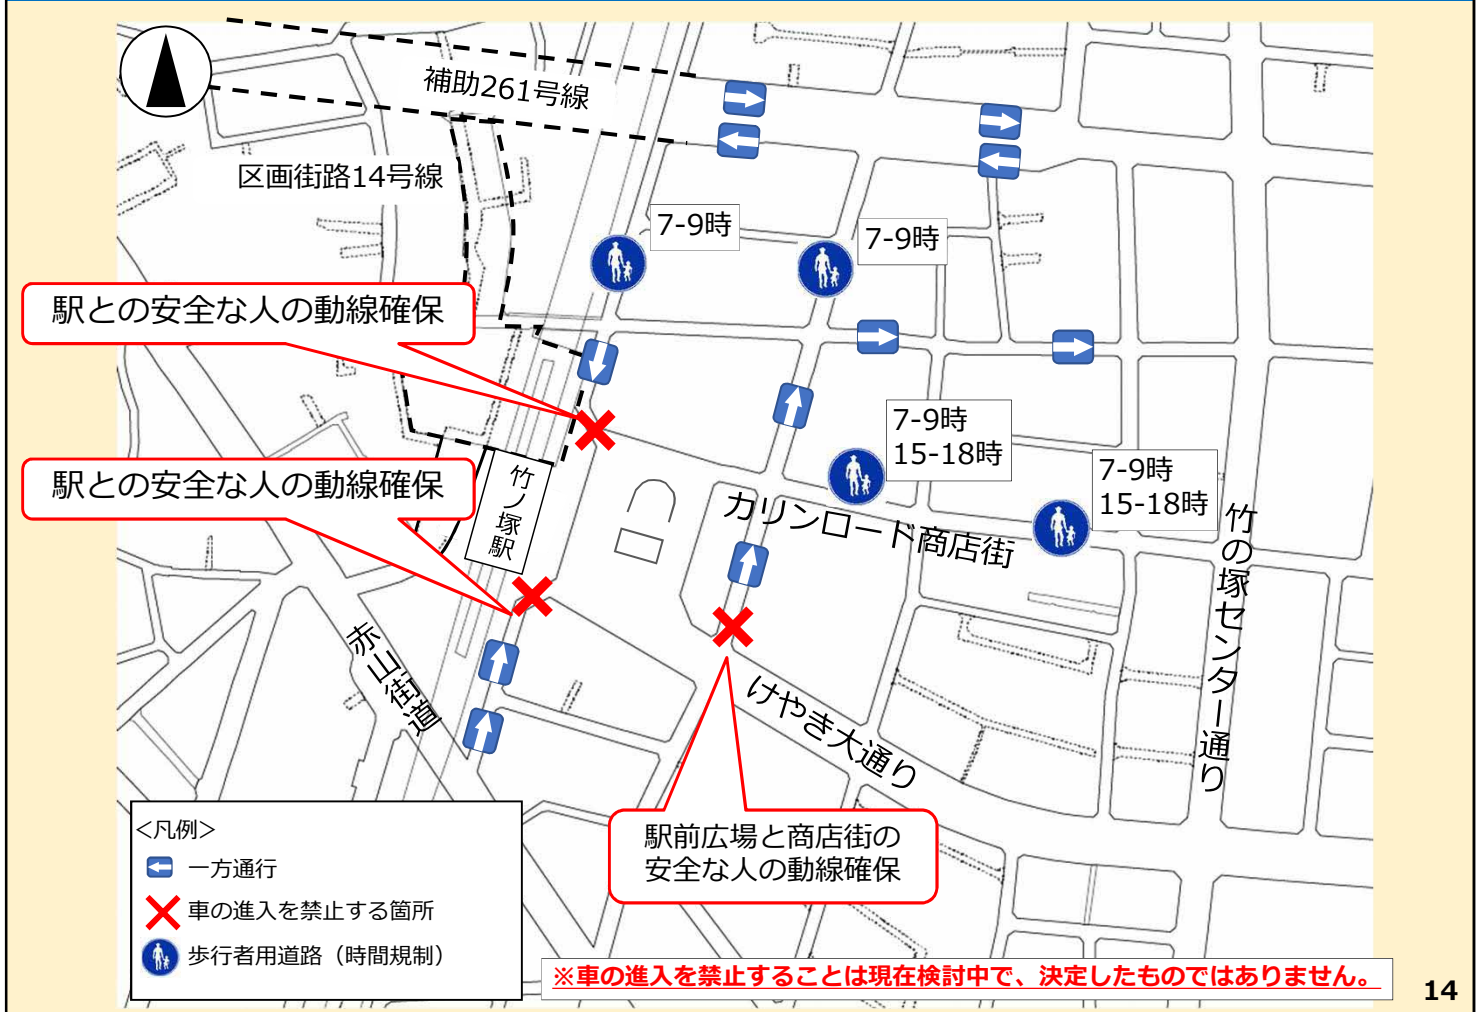 補助261号線
区画街路14号線
7-9時
7-9時
駅との安全な人の動線確保
7-9時
15-18時
駅との安全な人の動線確保
7-9時
15-18時
竹ノ塚駅
カリンロード商店街
竹の塚センター通り
赤山街道
けやき大通り
駅前広場と商店街の
安全な人の動線確保
<凡例>
一方通行
車の進入を禁止する箇所
歩行者用道路（時間規制）
※車の進入を禁止することは現在検討中で、決定したものではありません。
14